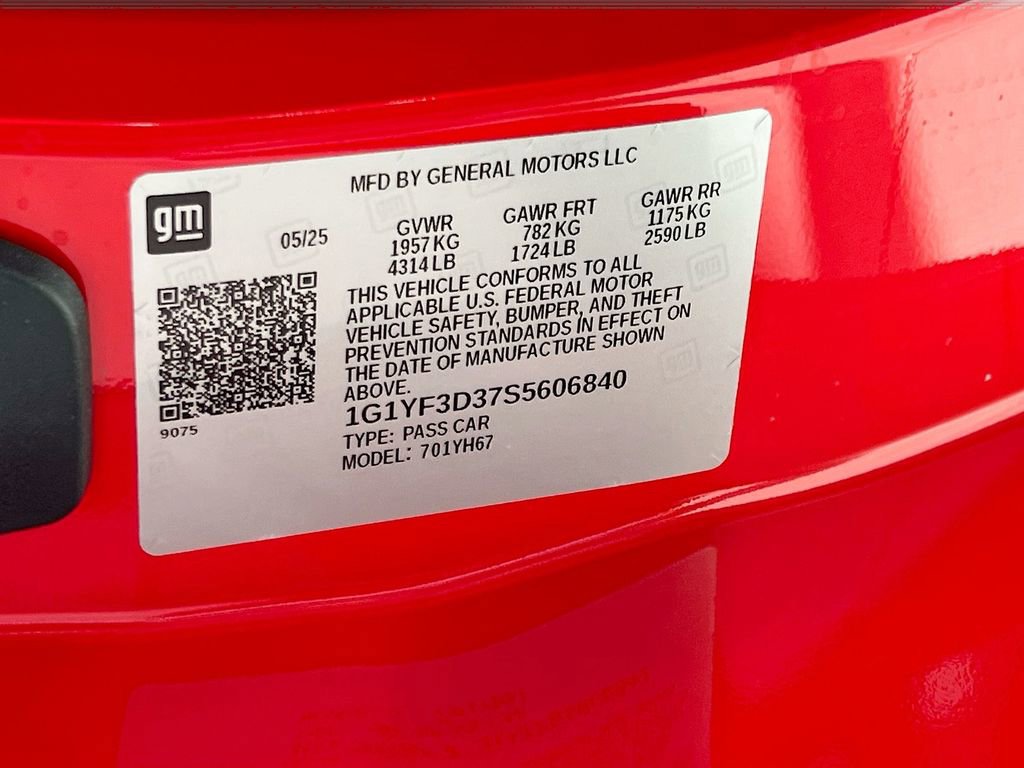 MFD BY GENERAL MOTORS LLC
gm
05/25
GVWR
1957 KG
4314 LB
GAWR FRT
782 KG
1724 LB
GAWR RR
1175 KG
2590 LB
THIS VEHICLE CONFORMS TO ALL
APPLICABLE U.S. FEDERAL MOTOR
VEHICLE SAFETY, BUMPER, AND THEFT
PREVENTION STANDARDS IN EFFECT ON
THE DATE OF MANUFACTURE SHOWN
ABOVE.
1G1YF3D37S5606840
TYPE: PASS CAR
MODEL: 701YH67
9075